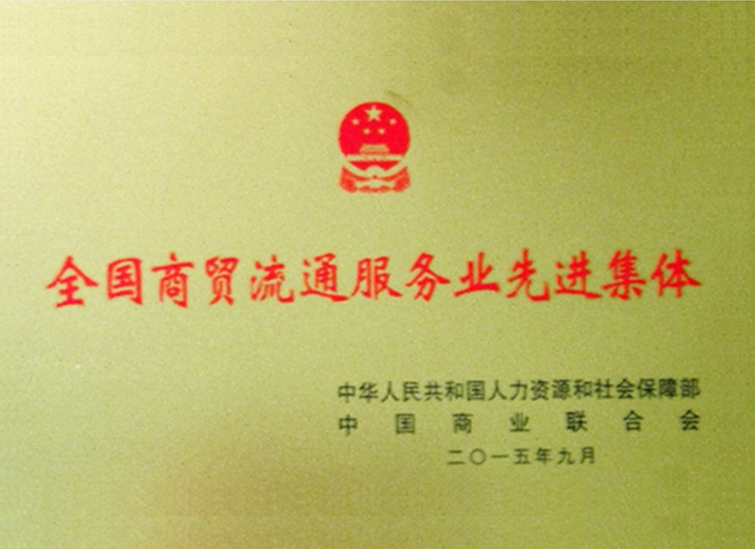 全国商贸流通服务业先进集体
中华人民共和国人力资源和社会保障部
中国商业联合会
二〇一五年九月